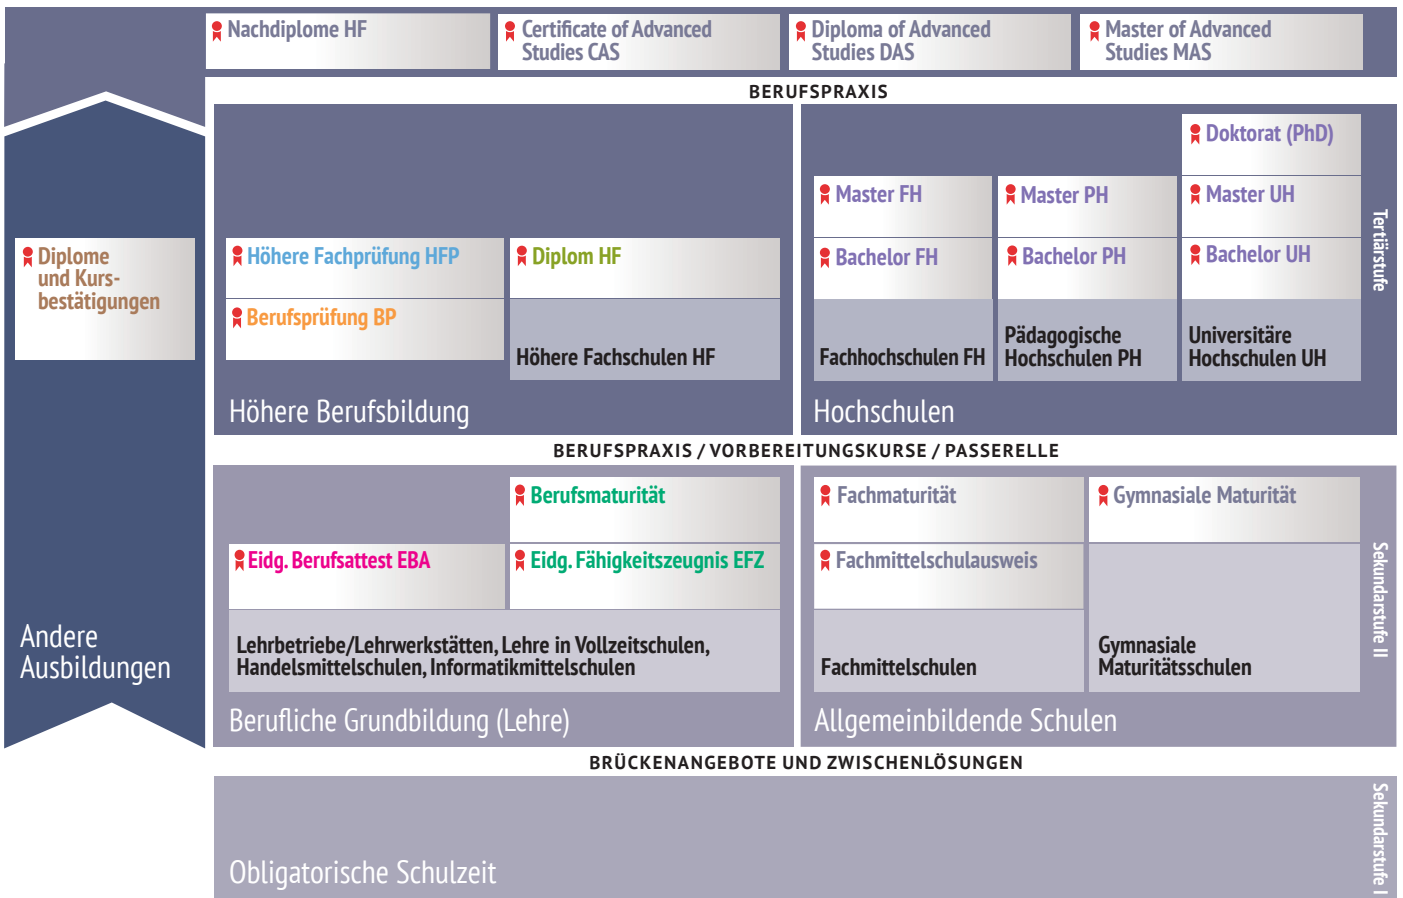 Nachdiplome HF
Certificate of Advanced
Studies CAS
Diploma of Advanced
Studies DAS
Master of Advanced
Studies MAS
BERUFSPRAXIS
Doktorat (PhD)
Master FH
Master PH
Master UH
Diplome
und Kurs-
bestätigungen
Höhere Fachprüfung HFP
Diplom HF
Bachelor FH
Bachelor PH
Bachelor UH
Berufsprüfung BP
Höhere Fachschulen HF
Fachhochschulen FH
Pädagogische
Hochschulen PH
Universitäre
Hochschulen UH
Höhere Berufsbildung
Hochschulen
Tertiärstufe
BERUFSPRAXIS / VORBEREITUNGSKURSE / PASSERELLE
Berufsmaturität
Fachmaturität
Gymnasiale Maturität
Eidg. Berufsattest EBA
Eidg. Fähigkeitszeugnis EFZ
Fachmittelschulausweis
Andere
Ausbildungen
Lehrbetriebe/Lehrwerkstätten, Lehre in Vollzeitschulen,
Handelsmittelschulen, Informatikmittelschulen
Fachmittelschulen
Gymnasiale
Maturitätsschulen
Berufliche Grundbildung (Lehre)
Allgemeinbildende Schulen
Sekundarstufe II
BRÜCKENANGEBOTE UND ZWISCHENLÖSUNGEN
Obligatorische Schulzeit
Sekundarstufe I